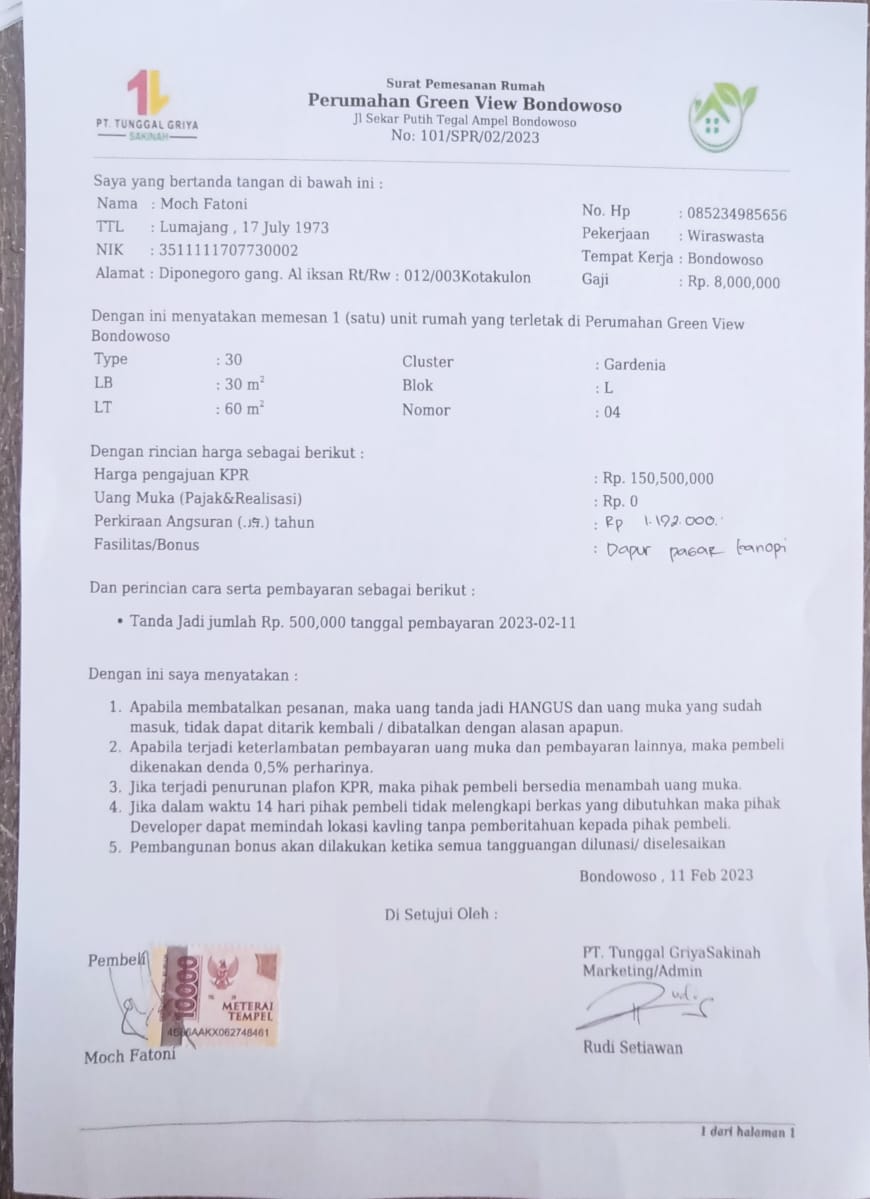 PT. TUNGGAL GRIYA
SAKINAH
Surat Pemesanan Rumah
Perumahan Green View Bondowoso
Jl Sekar Putih Tegal Ampel Bondowoso
No: 101/SPR/02/2023
Saya yang bertanda tangan di bawah ini :
Nama : Moch Fatoni
No. Hp : 085234985656
TTL : Lumajang , 17 July 1973
Pekerjaan : Wiraswasta
NIK : 3511111707730002
Tempat Kerja : Bondowoso
Alamat : Diponegoro gang. Al iksan Rt/Rw : 012/003Kotakulon
Gaji : Rp. 8,000,000
Dengan ini menyatakan memesan 1 (satu) unit rumah yang terletak di Perumahan Green View
Bondowoso
Type : 30 Cluster : Gardenia
LB : 30 m² Blok : L
LT : 60 m² Nomor : 04
Dengan rincian harga sebagai berikut :
Harga pengajuan KPR : Rp. 150,500,000
Uang Muka (Pajak&Realisasi) : Rp. 0
Perkiraan Angsuran ( ) tahun : Rp 1.192.000.
Fasilitas/Bonus : Dapur pagar kanopi
Dan perincian cara serta pembayaran sebagai berikut :
• Tanda Jadi jumlah Rp. 500,000 tanggal pembayaran 2023-02-11
Dengan ini saya menyatakan :
1. Apabila membatalkan pesanan, maka uang tanda jadi HANGUS dan uang muka yang sudah
masuk, tidak dapat ditarik kembali / dibatalkan dengan alasan apapun.
2. Apabila terjadi keterlambatan pembayaran uang muka dan pembayaran lainnya, maka pembeli
dikenakan denda 0,5% perharinya.
3. Jika terjadi penurunan plafon KPR, maka pihak pembeli bersedia menambah uang muka.
4. Jika dalam waktu 14 hari pihak pembeli tidak melengkapi berkas yang dibutuhkan maka pihak
Developer dapat memindah lokasi kavling tanpa pemberitahuan kepada pihak pembeli.
5. Pembangunan bonus akan dilakukan ketika semua tangguangan dilunasi/ diselesaikan
Bondowoso , 11 Feb 2023
Di Setujui Oleh :
Pembeli
PT. Tunggal GriyaSakinah
Marketing/Admin
10000
METERAI
TEMPEL
Rudi S
Moch Fatoni
Rudi Setiawan
1 dari halaman 1